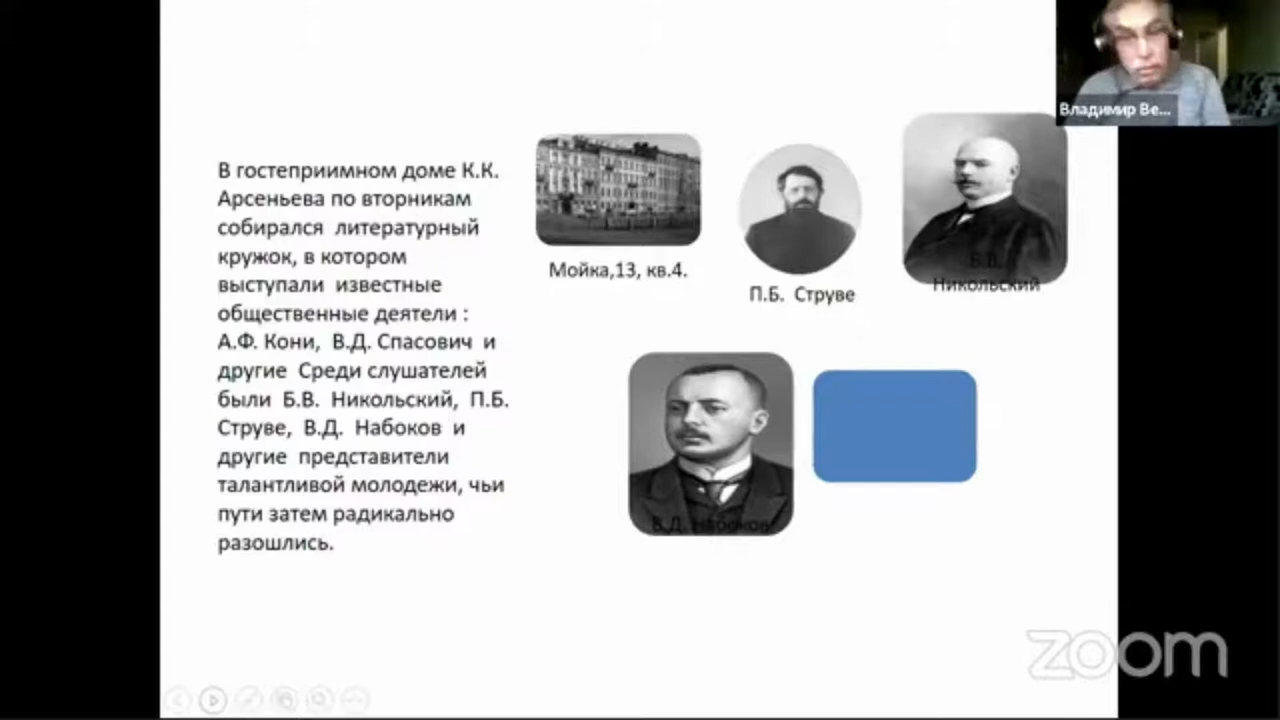 В гостеприимном доме К.К.
Арсеньева по вторникам
собирался литературный
кружок, в котором
выступали известные
общественные деятели :
А.Ф. Кони, В.Д. Спасович и
другие Среди слушателей
были Б.В. Никольский, П.Б.
Струве, В.Д. Набоков и
другие представители
талантливой молодежи, чьи
пути затем радикально
разошлись.
Мойка,13, кв.4.
П.Б. Струве
Б.В.
Никольский
В.Д. Набоков
Владимир Ве...
zoom